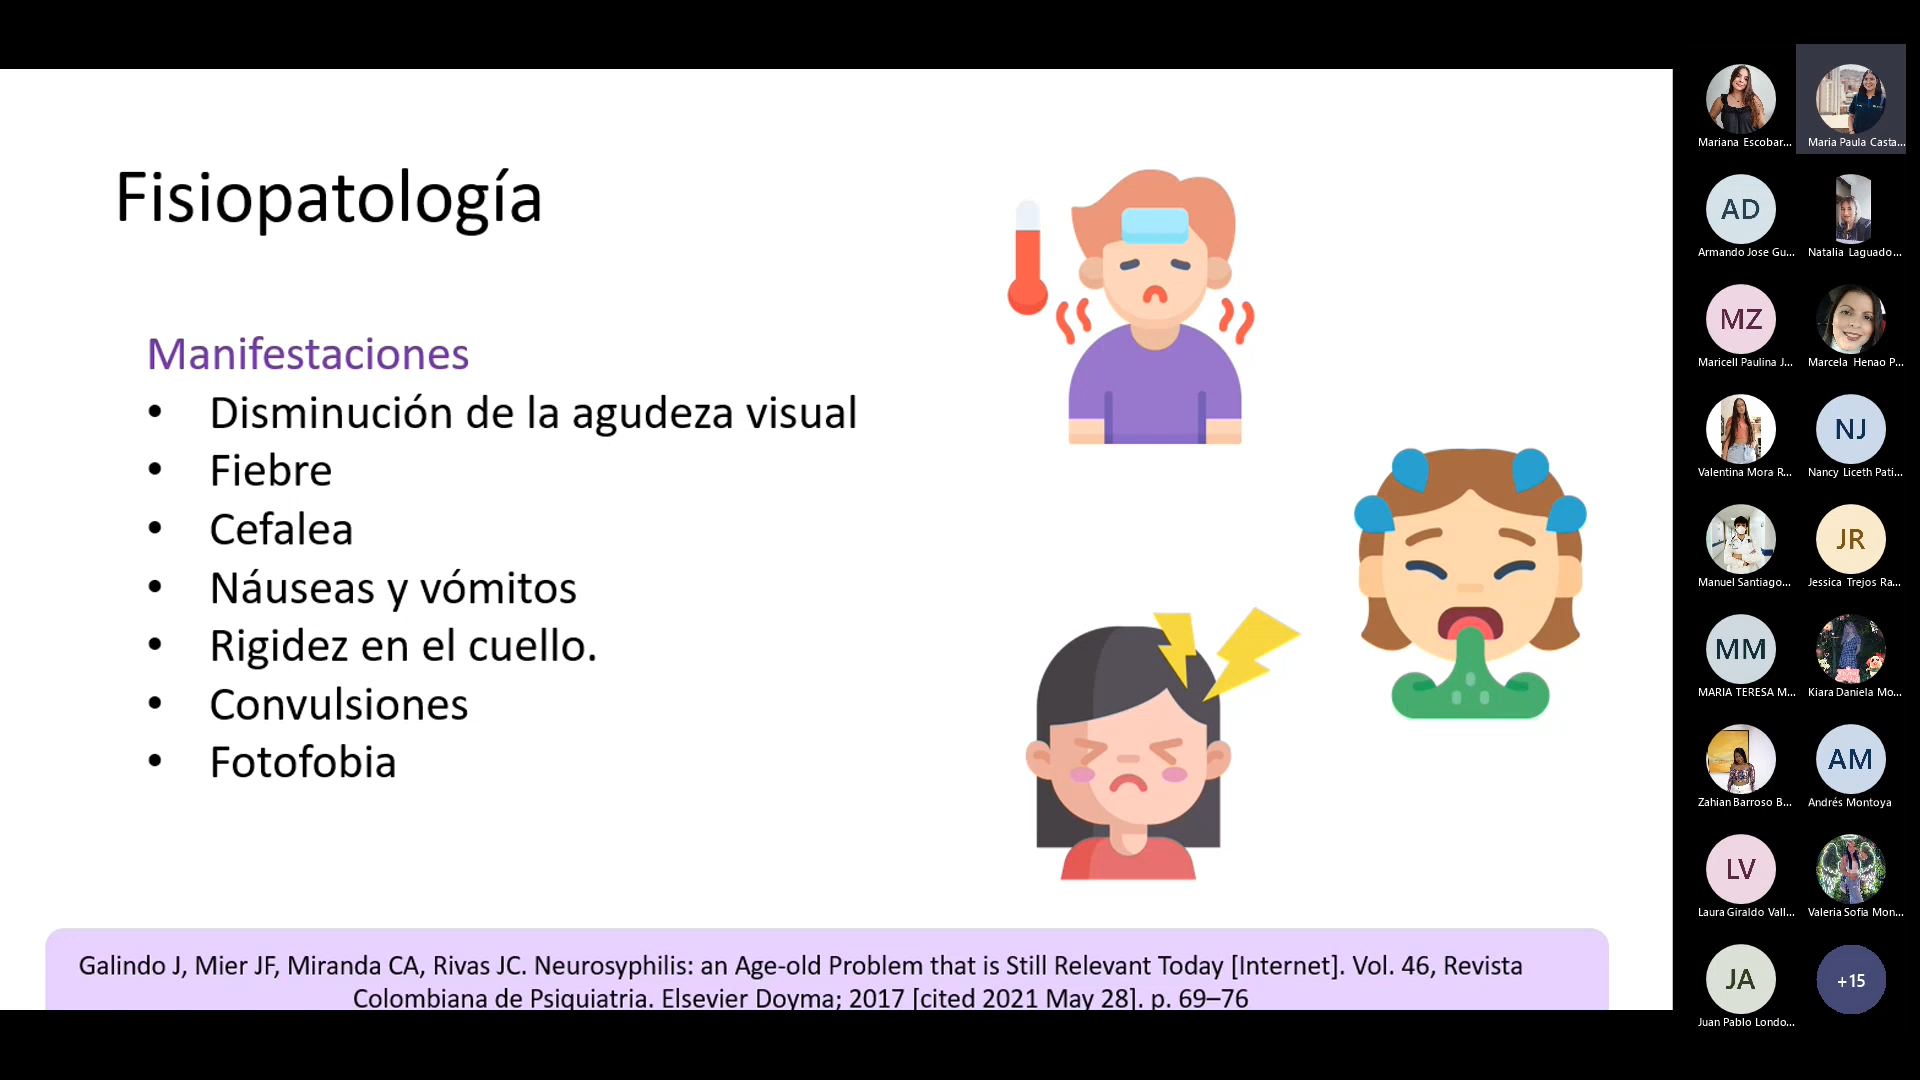 Fisiopatología
Manifestaciones
• Disminución de la agudeza visual
• Fiebre
• Cefalea
• Náuseas y vómitos
• Rigidez en el cuello.
• Convulsiones
• Fotofobia
Galindo J, Mier JF, Miranda CA, Rivas JC. Neurosyphilis: an Age-old Problem that is Still Relevant Today [Internet]. Vol. 46, Revista
Colombiana de Psiquiatria. Elsevier Doyma; 2017 [cited 2021 May 28]. p. 69–76
Mariana Escobar...
Maria Paula Casta...
AD
Armando Jose Gu...
Natalia Laguado...
MZ
Maricell Paulina J...
Marcela Henao P...
Valentina Mora R...
NJ
Nancy Liceth Pati...
Manuel Santiago...
JR
Jessica Trejos Ra...
MM
MARIA TERESA M...
Kiara Daniela Mo...
Zahian Barroso B...
AM
Andrés Montoya
LV
Laura Giraldo Vall...
Valeria Sofia Mon...
JA
Juan Pablo Londo...
+15